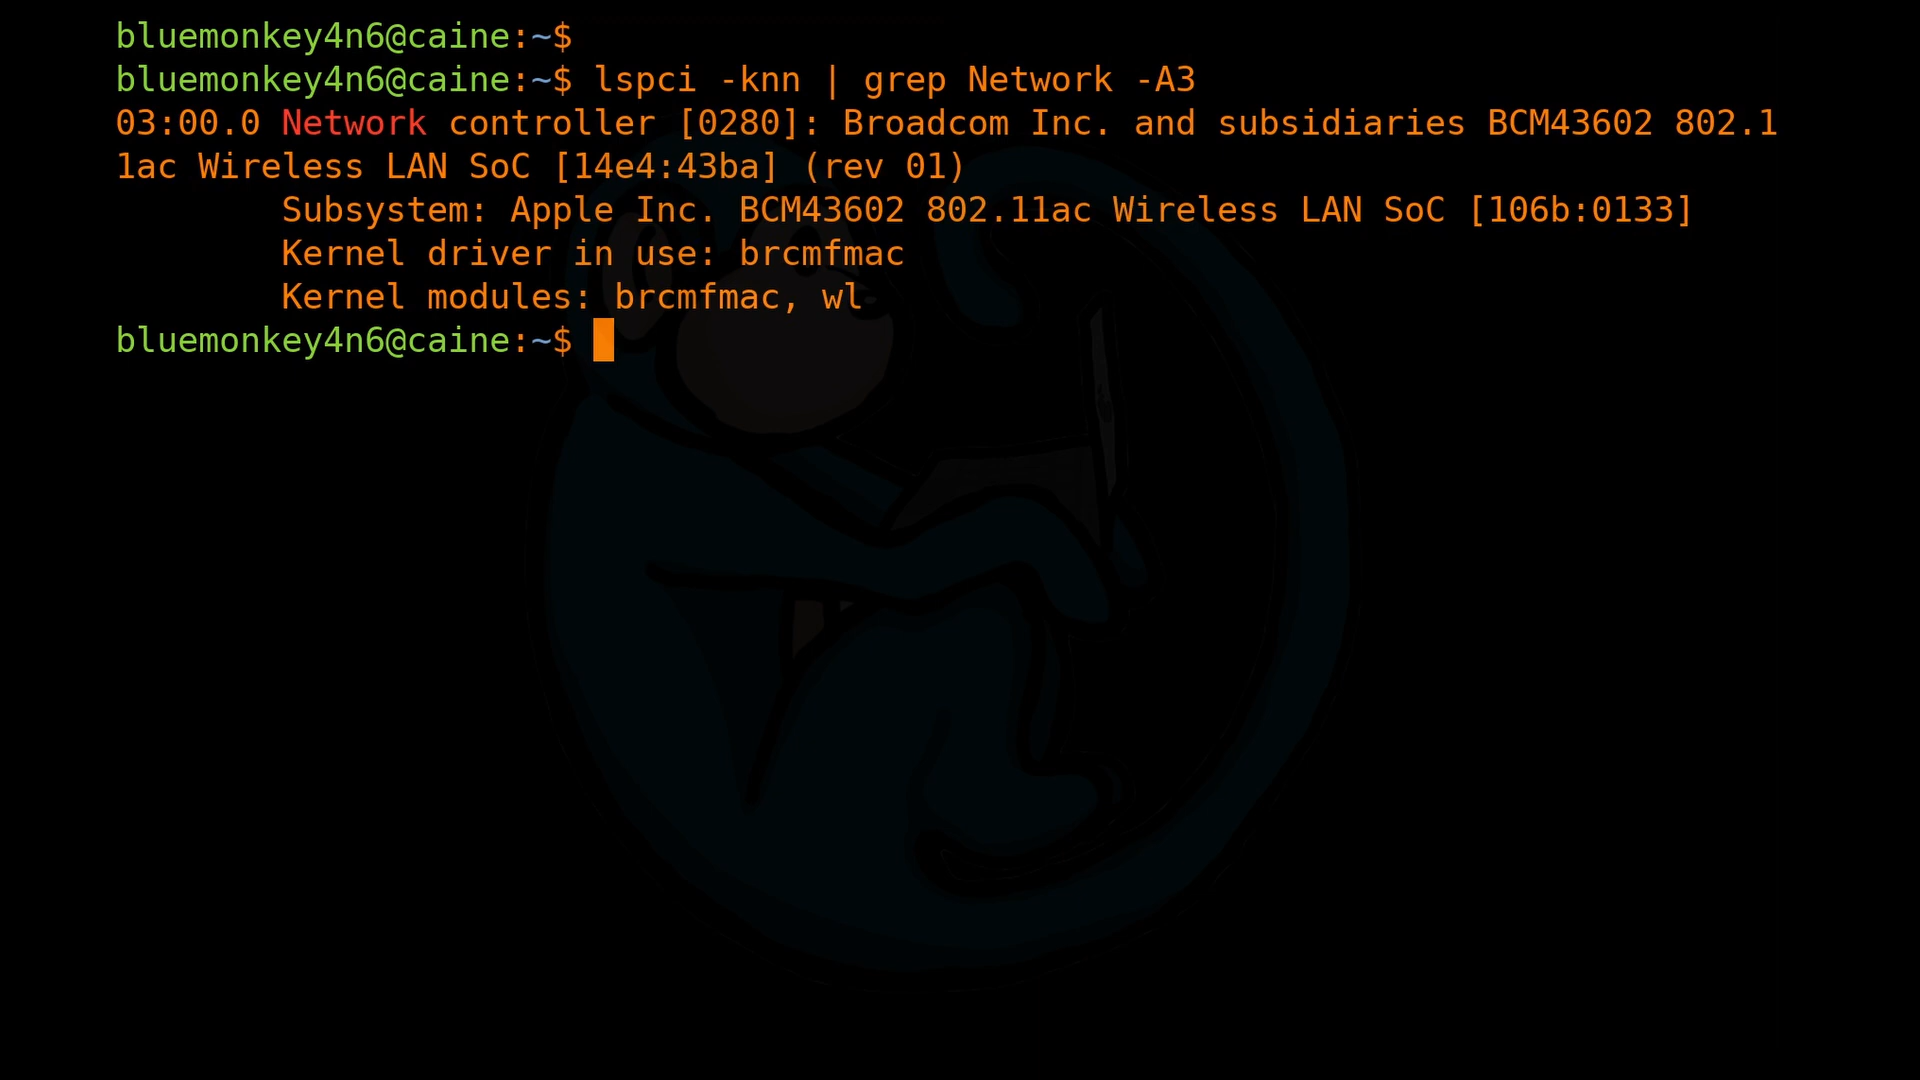 bluemonkey4n6@caine:~$
bluemonkey4n6@caine:~$ lspci -knn | grep Network -A3
03:00.0 Network controller [0280]: Broadcom Inc. and subsidiaries BCM43602 802.1
1ac Wireless LAN SoC [14e4:43ba] (rev 01)
        Subsystem: Apple Inc. BCM43602 802.11ac Wireless LAN SoC [106b:0133]
        Kernel driver in use: brcmfmac
        Kernel modules: brcmfmac, wl
bluemonkey4n6@caine:~$